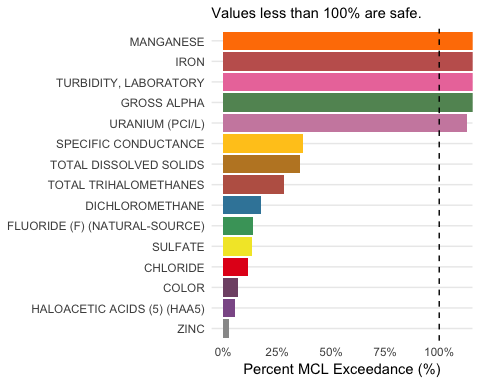 Values less than 100% are safe.
MANGANESE
IRON
TURBIDITY, LABORATORY
GROSS ALPHA
URANIUM (PCI/L)
SPECIFIC CONDUCTANCE
TOTAL DISSOLVED SOLIDS
TOTAL TRIHALOMETHANES
DICHLOROMETHANE
FLUORIDE (F) (NATURAL-SOURCE)
SULFATE
CHLORIDE
COLOR
HALOACETIC ACIDS (5) (HAA5)
ZINC
0% 25% 50% 75% 100%
Percent MCL Exceedance (%)